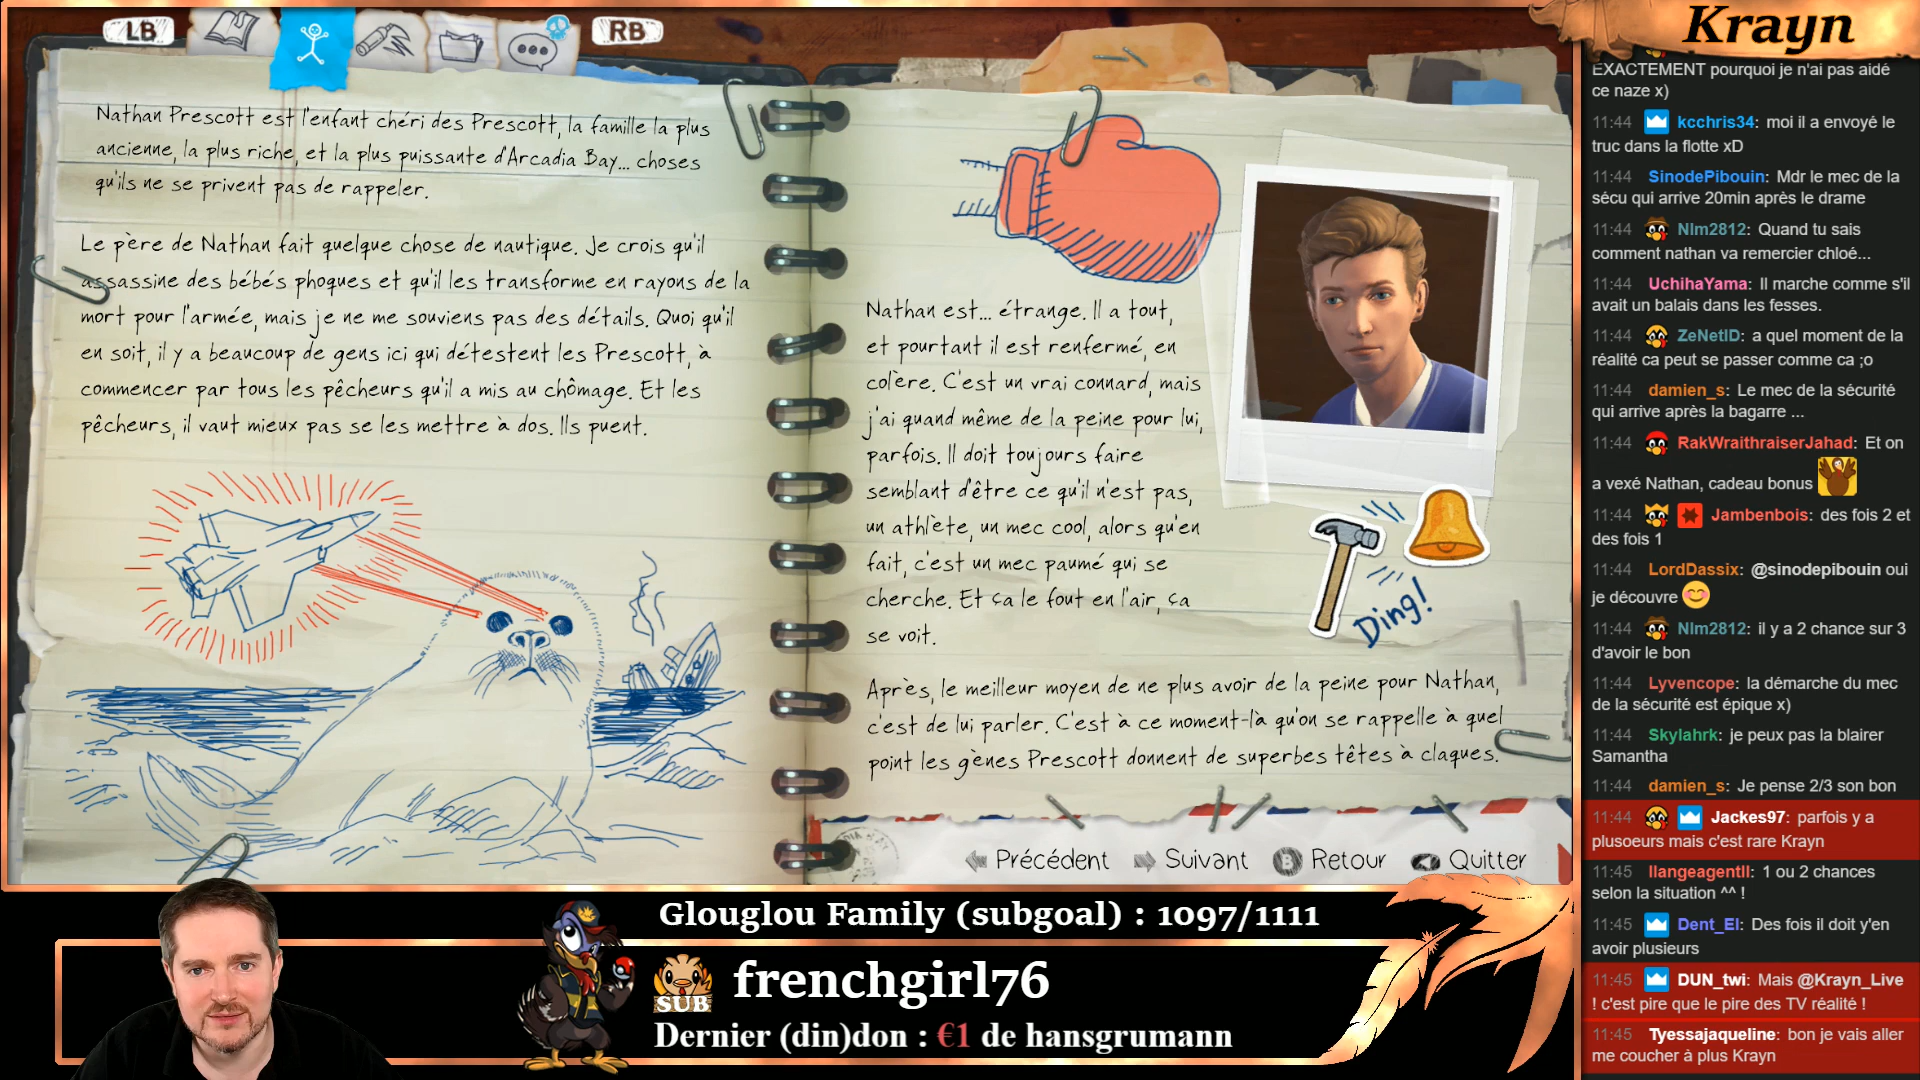 LB
RB
Nathan Prescott est l'enfant chéri des Prescott, la famille la plus
ancienne, la plus riche, et la plus puissante d'Arcadia Bay... choses
qu'ils ne se privent pas de rappeler.
Le père de Nathan fait quelque chose de nautique. Je crois qu'il
assassine des bébés phoques et qu'il les transforme en rayons de la
mort pour l'armée, mais je ne me souviens pas des détails. Quoi qu'il
en soit, il y a beaucoup de gens ici qui détestent les Prescott, à
commencer par tous les pêcheurs qu'il a mis au chômage. Et les
pêcheurs, il vaut mieux pas se les mettre à dos. Ils puent.
Nathan est... étrange. Il a tout,
et pourtant il est renfermé, en
colère. C'est un vrai connard, mais
j'ai quand même de la peine pour lui,
parfois. Il doit toujours faire
semblant d'être ce qu'il n'est pas,
un athlète, un mec cool, alors qu'en
fait, c'est un mec paumé qui se
cherche. Et ça le fout en l'air, ça
se voit.
Ding!
Après, le meilleur moyen de ne plus avoir de la peine pour Nathan,
c'est de lui parler. C'est à ce moment-là qu'on se rappelle à quel
point les gènes Prescott donnent de superbes têtes à claques.
Précédent
Suivant
B Retour
Quitter
Glouglou Family (subgoal) : 1097/1111
SUB
frenchgirl76
Dernier (din)don : €1 de hansgrumann
Krayn
EXACTEMENT pourquoi je n'ai pas aidé
ce naze x)
11:44 kcchris34: moi il a envoyé le
truc dans la flotte xD
11:44 SinodePibouin: Mdr le mec de la
sécu qui arrive 20min après le drame
11:44 Nlm2812: Quand tu sais
comment nathan va remercier chloé...
11:44 UchihaYama: Il marche comme s'il
avait un balais dans les fesses.
11:44 ZeNetID: a quel moment de la
réalité ca peut se passer comme ca ;o
11:44 damien_s: Le mec de la sécurité
qui arrive après la bagarre ...
11:44 RakWraithraiserJahad: Et on
a vexé Nathan, cadeau bonus
11:44 Jambenbois: des fois 2 et
des fois 1
11:44 LordDassix: @sinodepibouin oui
je découvre
11:44 Nlm2812: il y a 2 chance sur 3
d'avoir le bon
11:44 Lyvencope: la démarche du mec
de la sécurité est épique x)
11:44 Skylahrk: je peux pas la blairer
Samantha
11:44 damien_s: Je pense 2/3 son bon
11:44 Jackes97: parfois y a
plusoeurs mais c'est rare Krayn
11:45 llangeagentll: 1 ou 2 chances
selon la situation ^^ !
11:45 Dent_El: Des fois il doit y'en
avoir plusieurs
11:45 DUN_twi: Mais @Krayn_Live
! c'est pire que le pire des TV réalité !
11:45 Tyessajaqueline: bon je vais aller
me coucher à plus Krayn